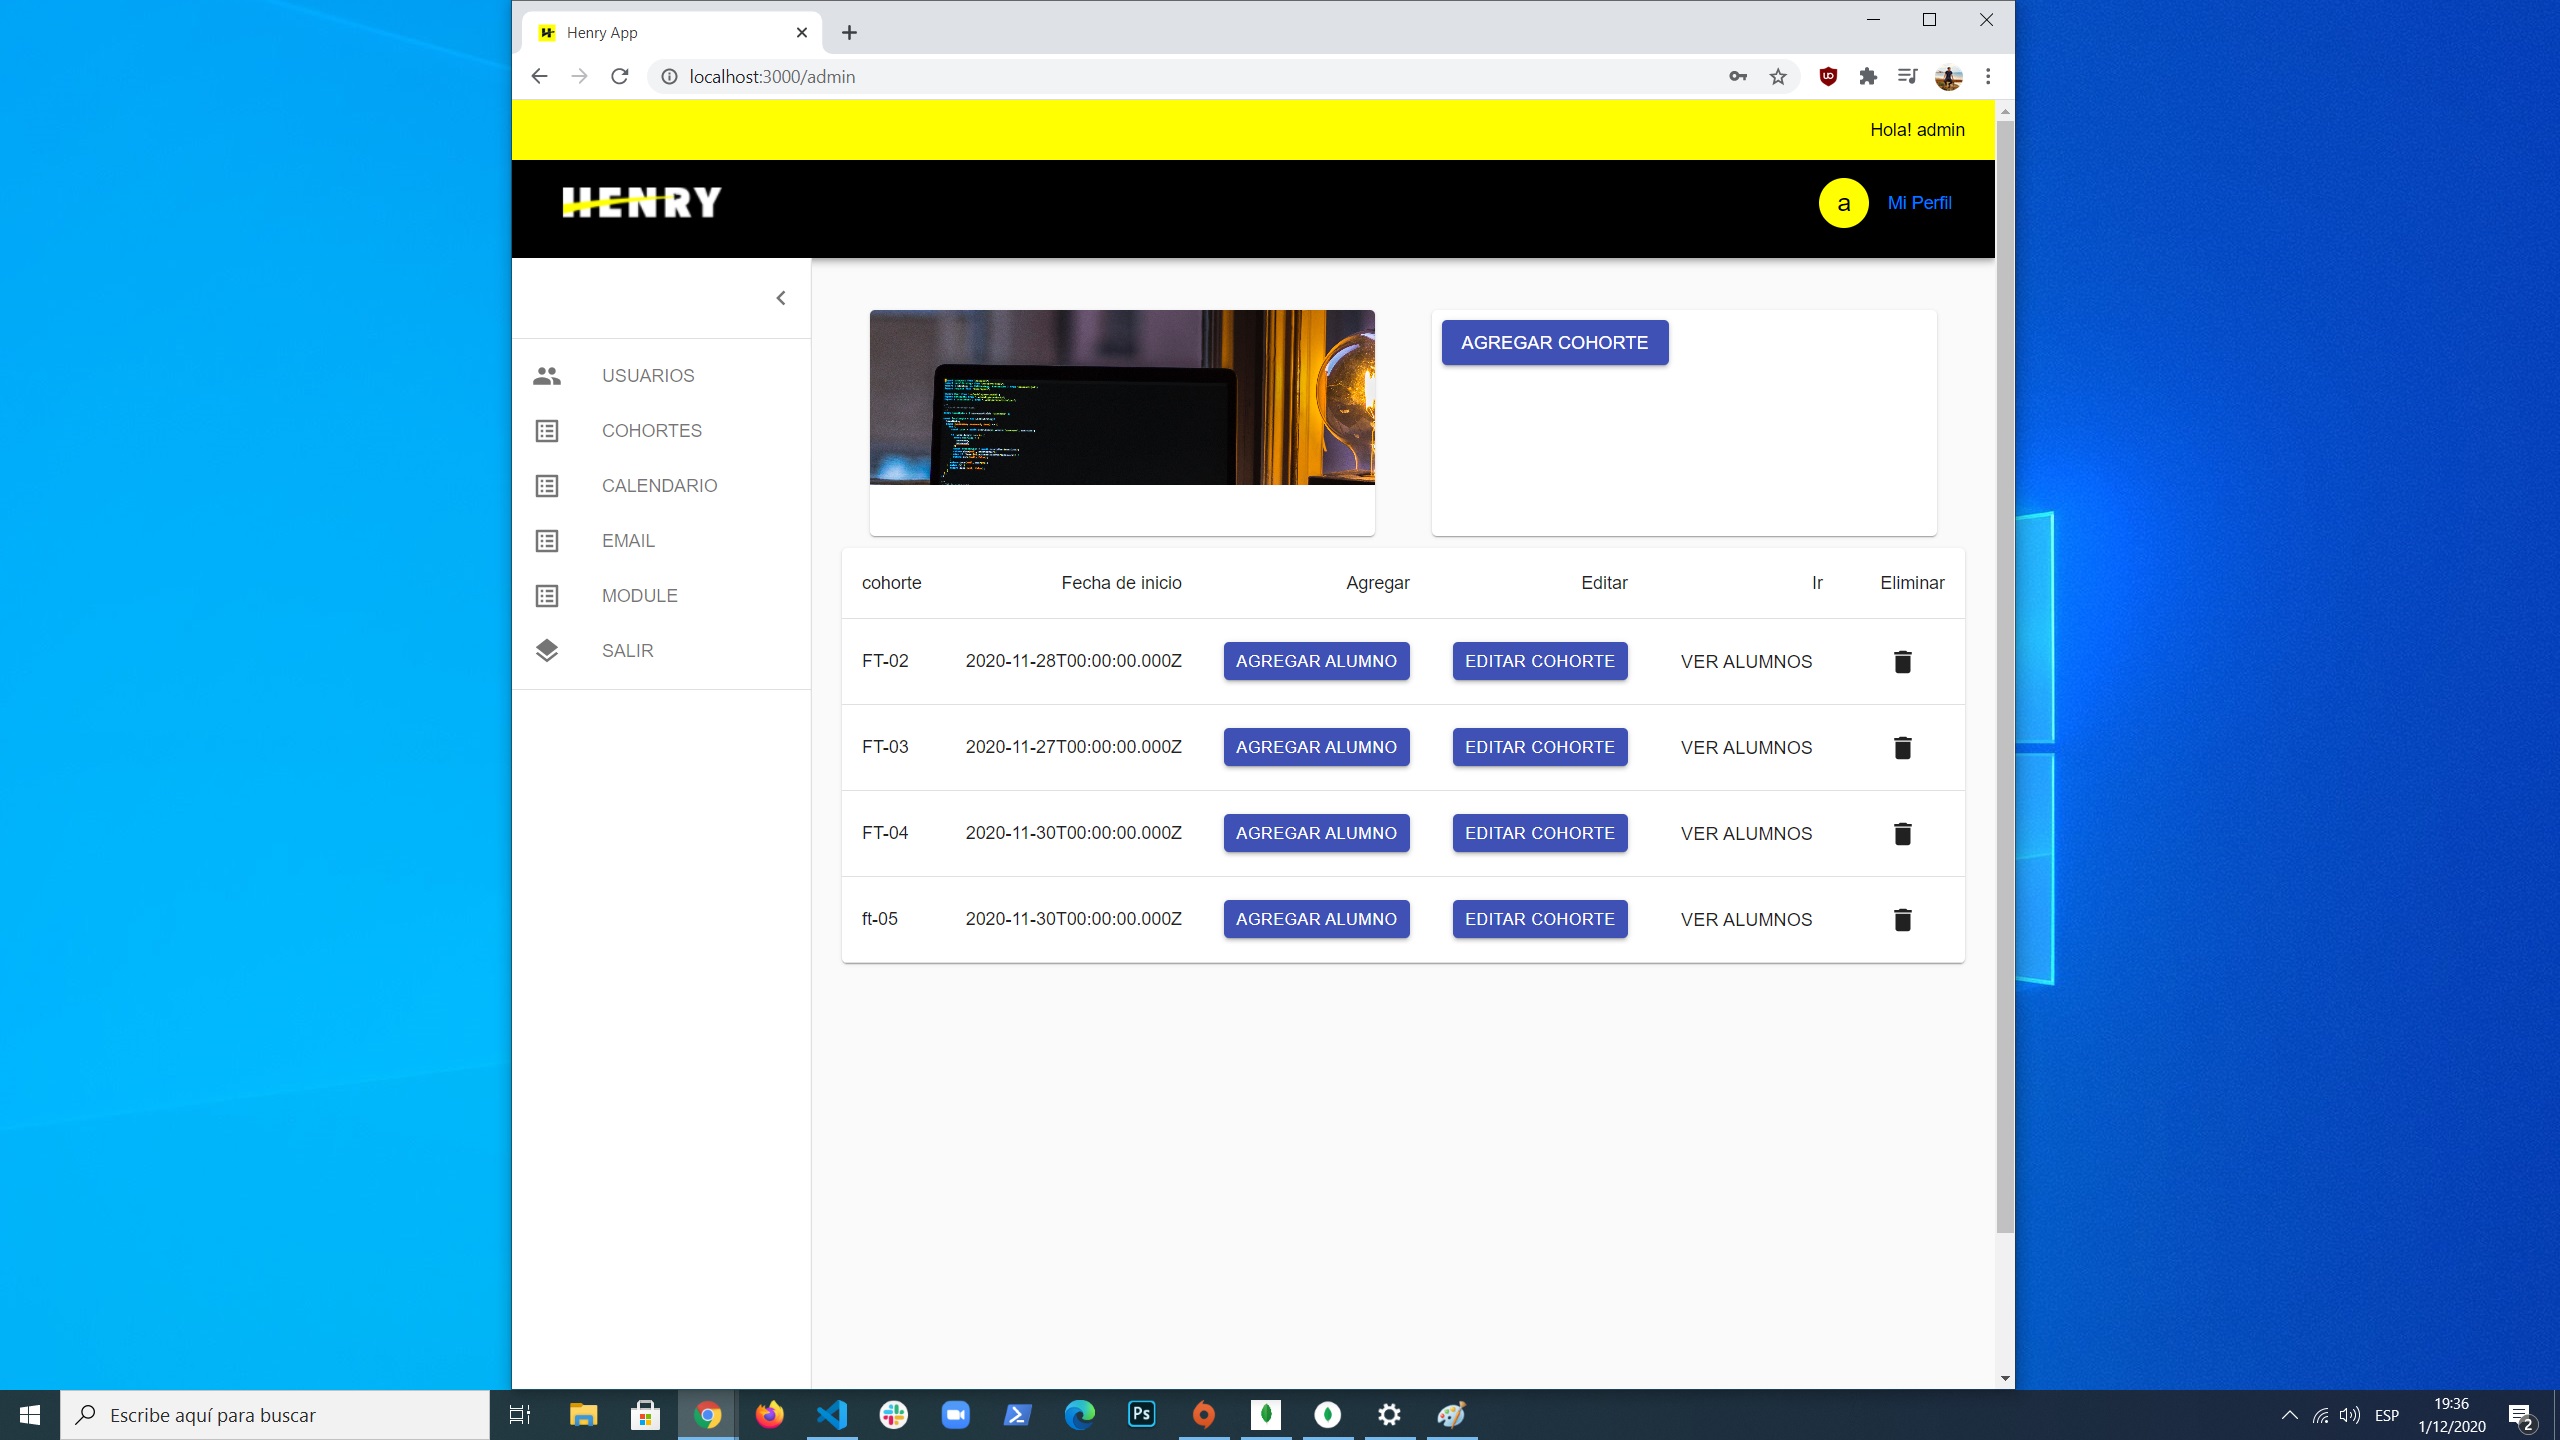 Henry App
localhost:3000/admin
Hola! admin
HENRY
a
Mi Perfil
USUARIOS
COHORTES
CALENDARIO
EMAIL
MODULE
SALIR
AGREGAR COHORTE
cohorte Fecha de inicio Agregar Editar Ir Eliminar
FT-02 2020-11-28T00:00:00.000Z AGREGAR ALUMNO EDITAR COHORTE VER ALUMNOS
FT-03 2020-11-27T00:00:00.000Z AGREGAR ALUMNO EDITAR COHORTE VER ALUMNOS
FT-04 2020-11-30T00:00:00.000Z AGREGAR ALUMNO EDITAR COHORTE VER ALUMNOS
ft-05 2020-11-30T00:00:00.000Z AGREGAR ALUMNO EDITAR COHORTE VER ALUMNOS
Escribe aquí para buscar
Ps
ESP
19:36
1/12/2020
2